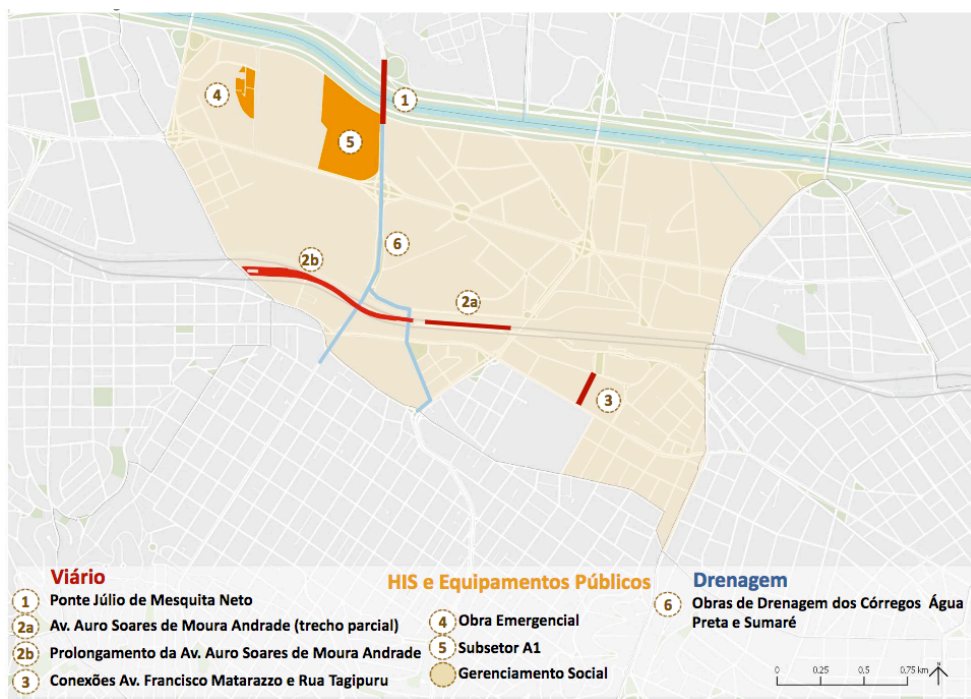 4
1
5
6
2b
2a
3
Viário
1 Ponte Júlio de Mesquita Neto
2a Av. Auro Soares de Moura Andrade (trecho parcial)
2b Prolongamento da Av. Auro Soares de Moura Andrade
3 Conexões Av. Francisco Matarazzo e Rua Tagipuru
HIS e Equipamentos Públicos
4 Obra Emergencial
5 Subsetor A1
Gerenciamento Social
Drenagem
6 Obras de Drenagem dos Córregos Água
Preta e Sumaré
0 0,25 0,5 0,75 km